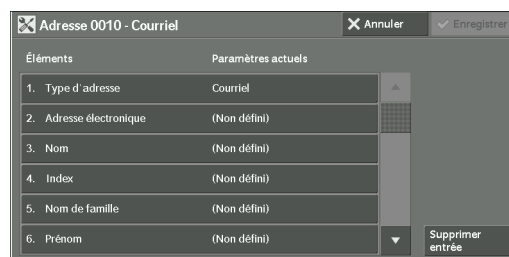 Adresse 0010 - Courriel
Annuler
Enregistrer
Éléments Paramètres actuels
1. Type d'adresse Courriel
2. Adresse électronique (Non défini)
3. Nom (Non défini)
4. Index (Non défini)
5. Nom de famille (Non défini)
6. Prénom (Non défini)
Supprimer
entrée